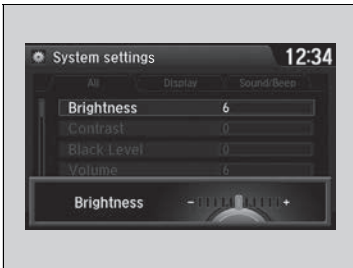 System settings 12:34
All Display Sound/Beep
Brightness 6
Contrast 0
Black Level 0
Volume 6
Brightness - +